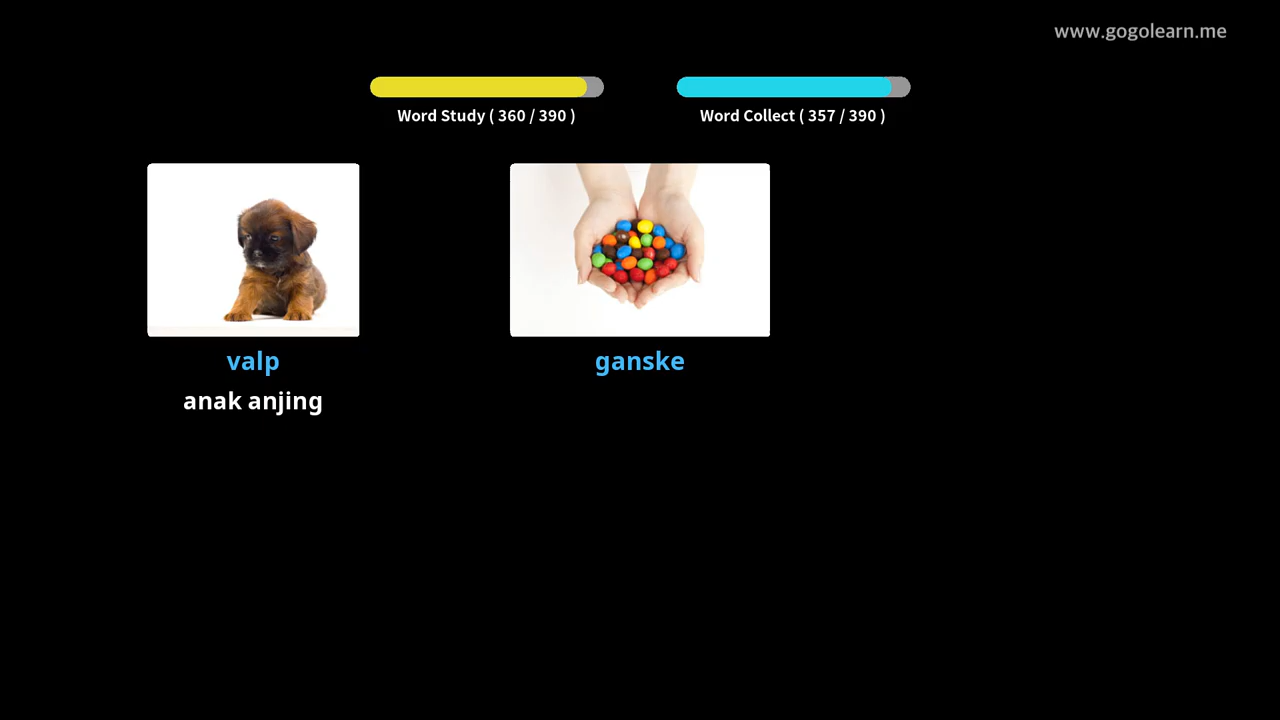 www.gogolearn.me
Word Study ( 360 / 390 )
Word Collect ( 357 / 390 )
valp
anak anjing
ganske